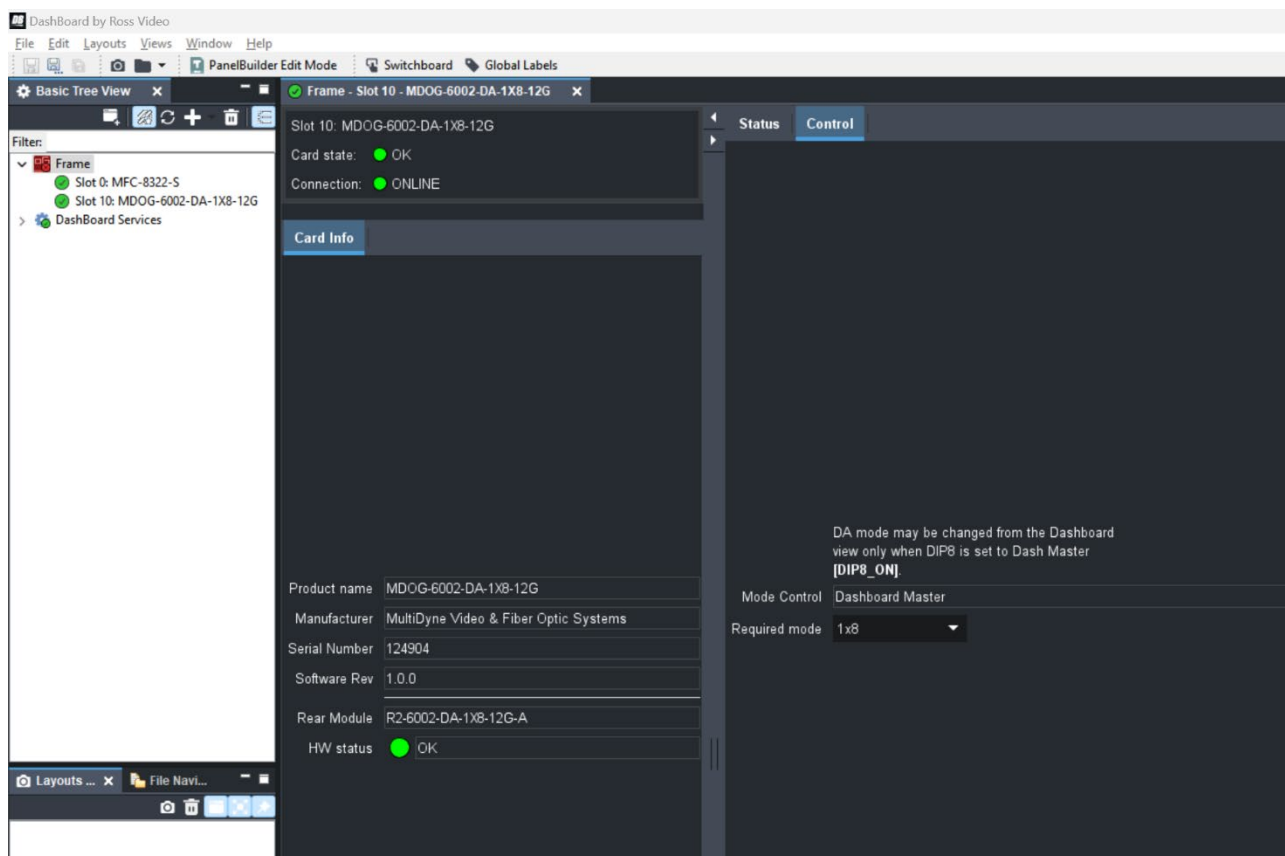 DashBoard by Ross Video
File Edit Layouts Views Window Help
PanelBuilder Edit Mode Switchboard Global Labels
Basic Tree View
Filter:
Frame
Slot 0: MFC-8322-S
Slot 10: MDOG-6002-DA-1X8-12G
DashBoard Services
Layouts ... File Navi...
Frame - Slot 10 - MDOG-6002-DA-1X8-12G
Slot 10: MDOG-6002-DA-1X8-12G
Card state: OK
Connection: ONLINE
Card Info
Product name MDOG-6002-DA-1X8-12G
Manufacturer MultiDyne Video & Fiber Optic Systems
Serial Number 124904
Software Rev 1.0.0
Rear Module R2-6002-DA-1X8-12G-A
HW status OK
Status Control
DA mode may be changed from the Dashboard
view only when DIP8 is set to Dash Master
[DIP8_ON].
Mode Control Dashboard Master
Required mode 1x8